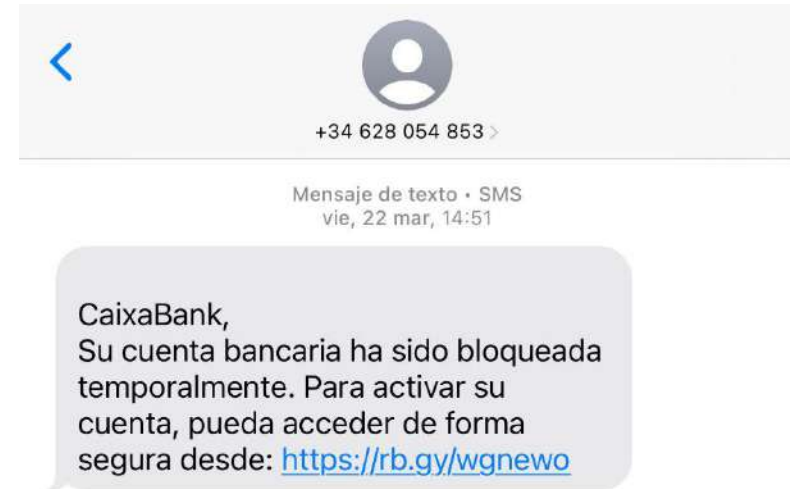 +34 628 054 853 >
Mensaje de texto • SMS
vie, 22 mar, 14:51
CaixaBank,
Su cuenta bancaria ha sido bloqueada
temporalmente. Para activar su
cuenta, pueda acceder de forma
segura desde: https://rb.gy/wgnewo